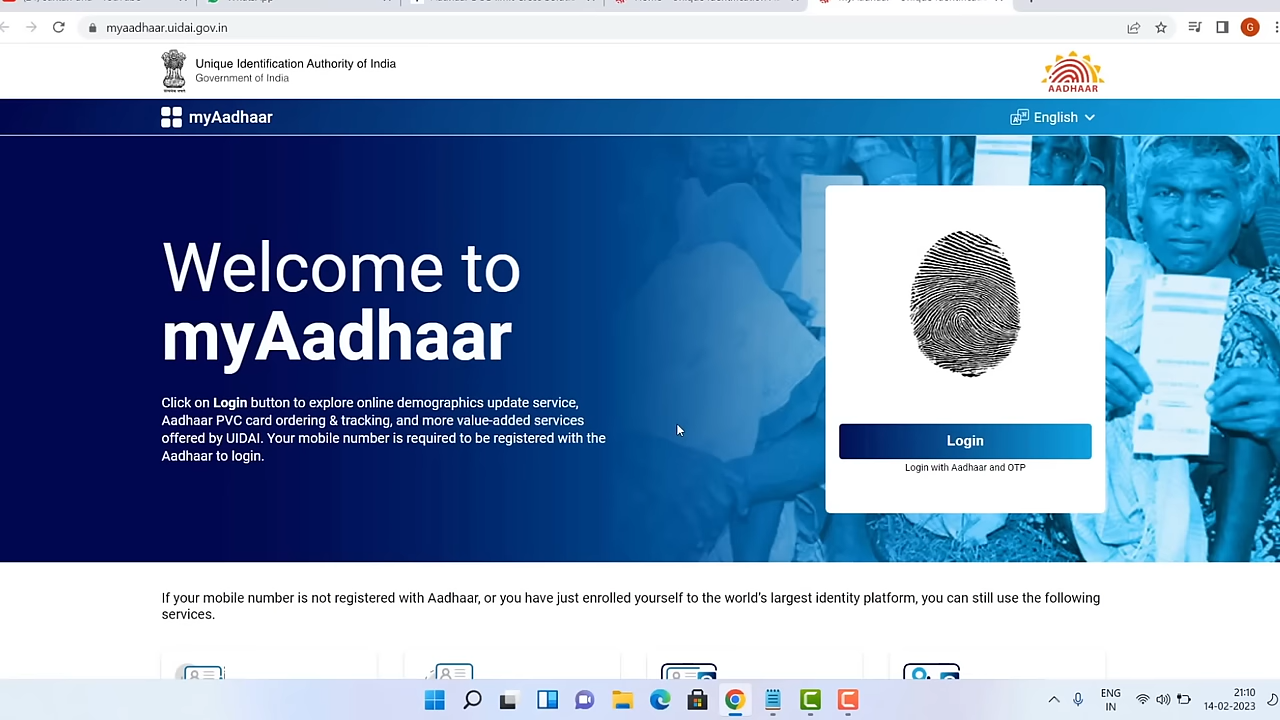 myaadhaar.uidai.gov.in
G
Unique Identification Authority of India
Government of India
AADHAAR
myAadhaar
English
Welcome to
myAadhaar
Click on Login button to explore online demographics update service,
Aadhaar PVC card ordering & tracking, and more value-added services
offered by UIDAI. Your mobile number is required to be registered with the
Aadhaar to login.
Login
Login with Aadhaar and OTP
If your mobile number is not registered with Aadhaar, or you have just enrolled yourself to the world's largest identity platform, you can still use the following
services.
ENG
IN
21:10
14-02-2023